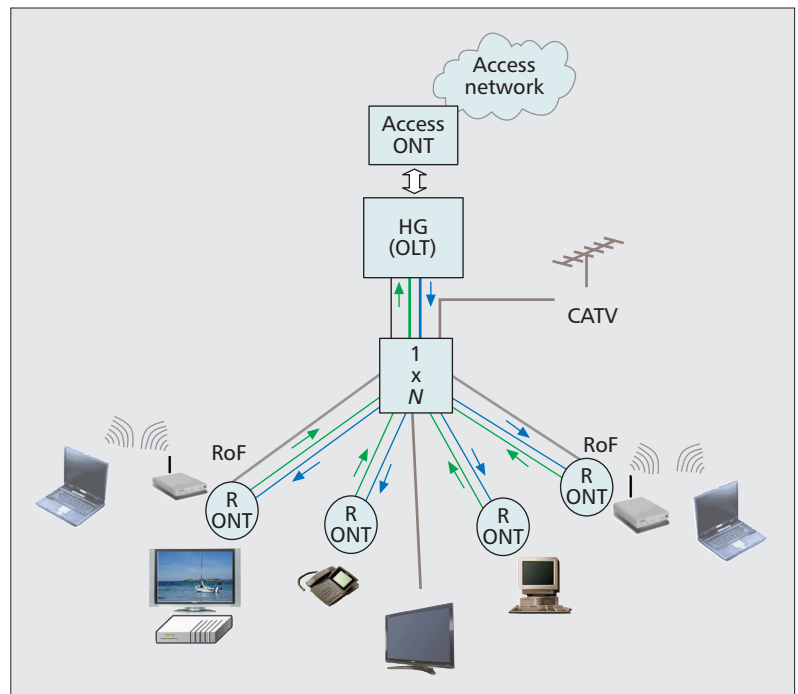 Access
network
Access
ONT
HG
(OLT)
CATV
1
x
N
RoF
RoF
R
ONT
R
ONT
R
ONT
R
ONT